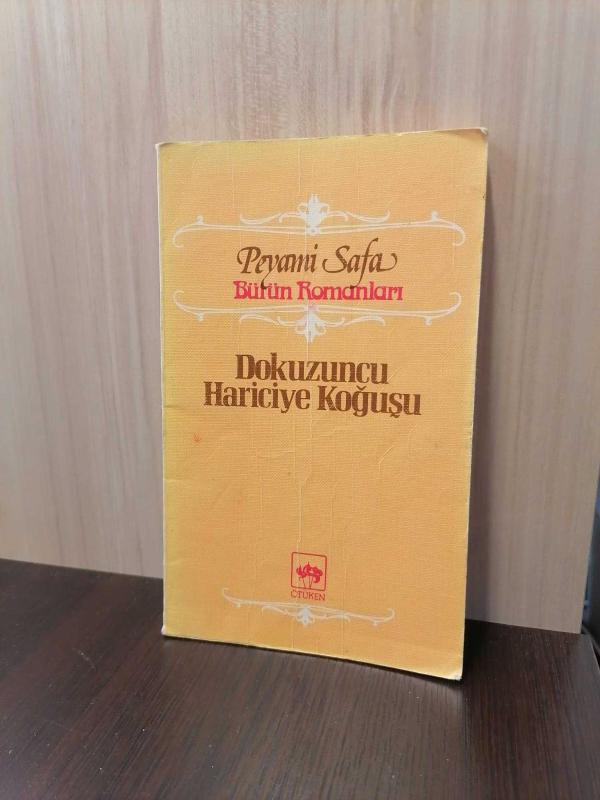 Peyami Safa
Bütün Romanları
Dokuzuncu
Hariciye Koğuşu
ÖTÜKEN